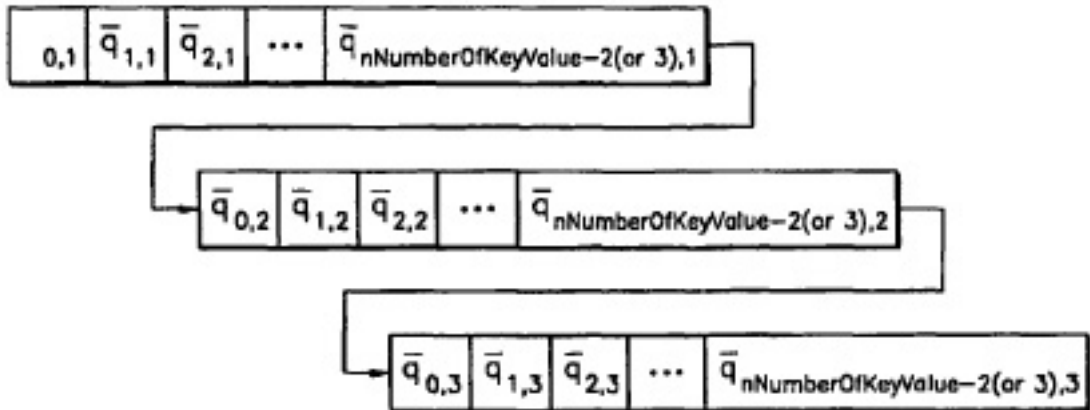 0,1 q̄1,1 q̄2,1 ••• q̄nNumberOfKeyValue-2(or 3),1
q̄0,2 q̄1,2 q̄2,2 ••• q̄nNumberOfKeyValue-2(or 3),2
q̄0,3 q̄1,3 q̄2,3 ••• q̄nNumberOfKeyValue-2(or 3),3